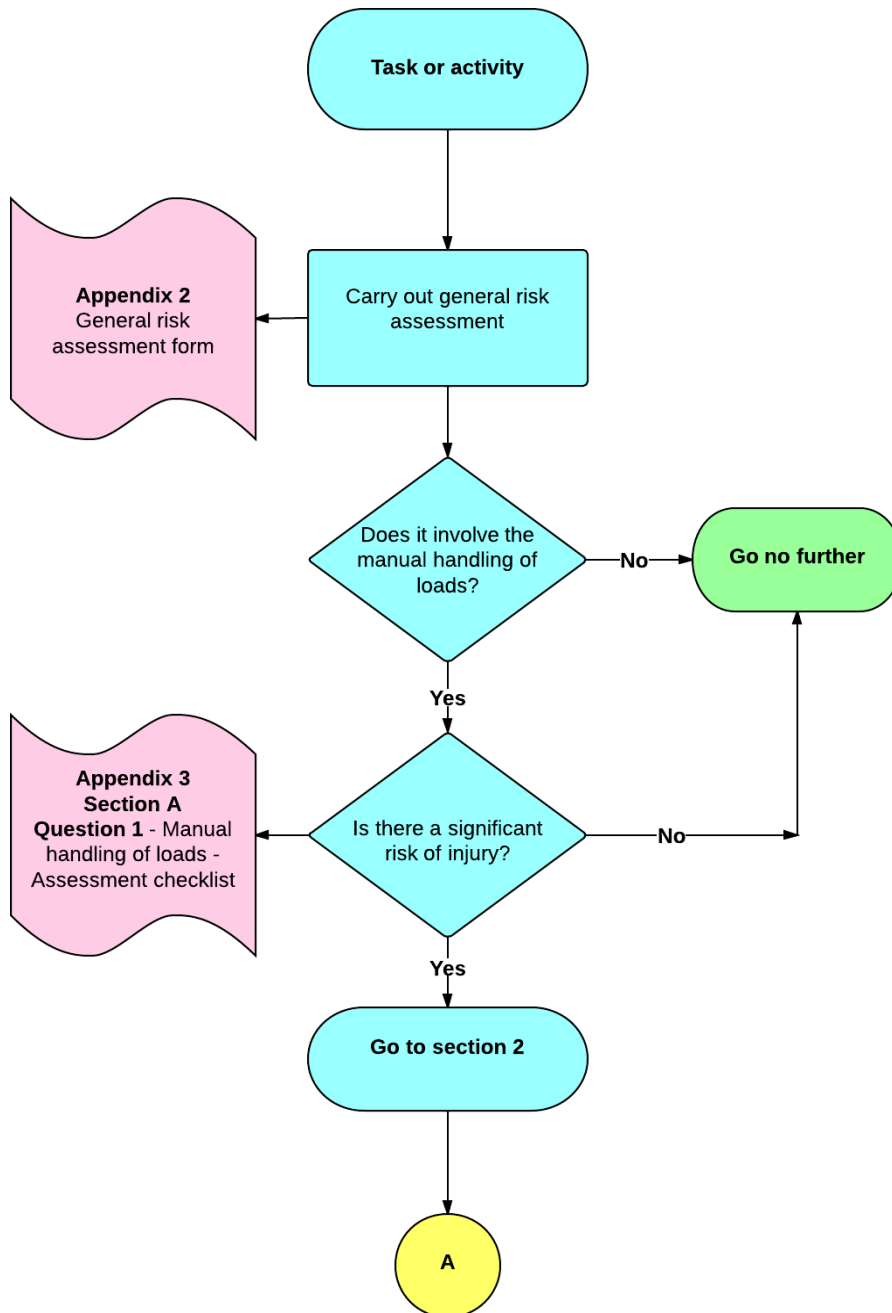 Task or activity
Appendix 2
General risk
assessment form
Carry out general risk
assessment
Does it involve the
manual handling of
loads?
No
Go no further
Yes
Appendix 3
Section A
Question 1 - Manual
handling of loads -
Assessment checklist
Is there a significant
risk of injury?
No
Yes
Go to section 2
A